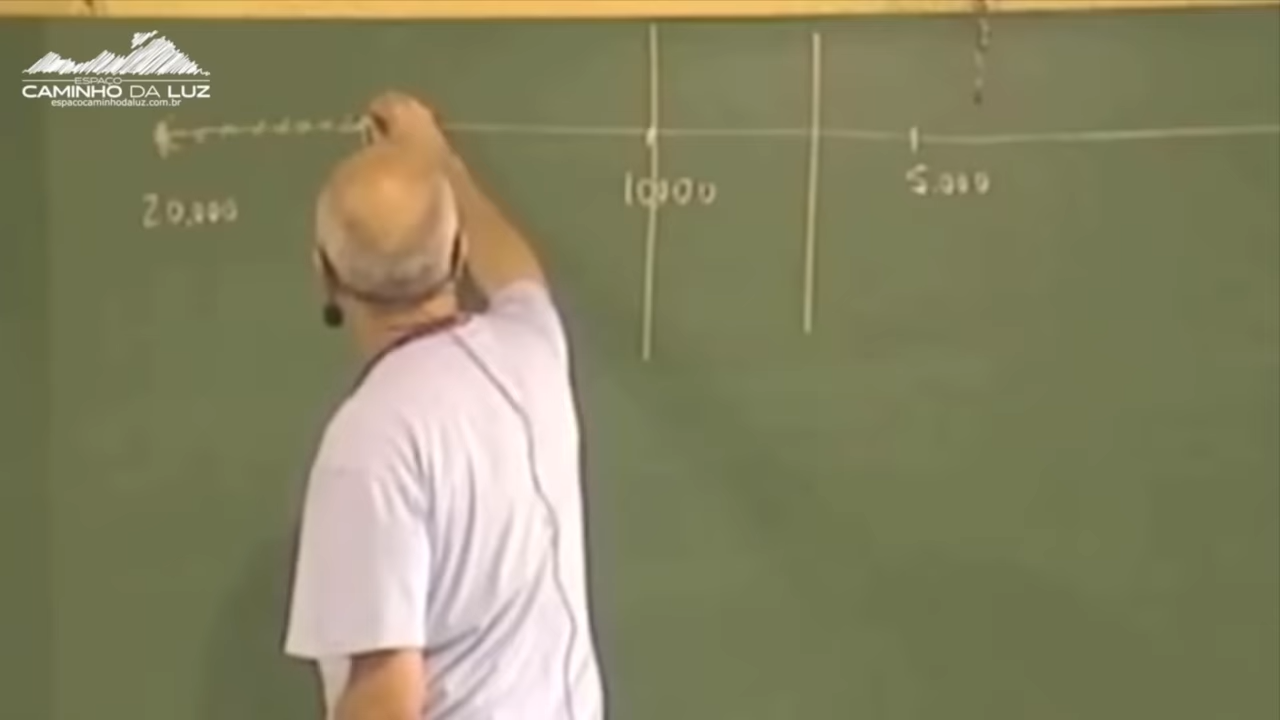 ESPAÇO
CAMINHO DA LUZ
espacocaminhodaluz.com.br
20.000
10000
5.000